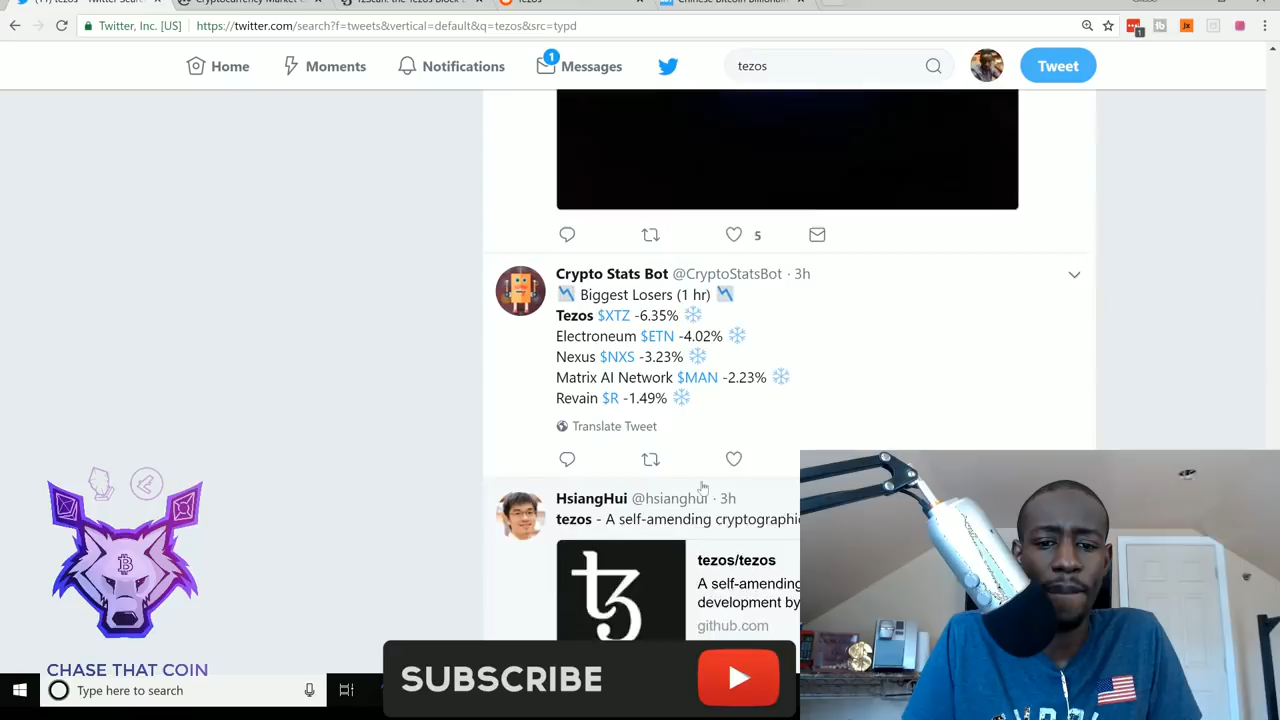 Twitter, Inc. [US] https://twitter.com/search?f=tweets&vertical=default&q=tezos&src=typd
1
Home Moments Notifications 1 Messages tezos Tweet
5
Crypto Stats Bot @CryptoStatsBot · 3h
Biggest Losers (1 hr)
Tezos $XTZ -6.35%
Electroneum $ETN -4.02%
Nexus $NXS -3.23%
Matrix AI Network $MAN -2.23%
Revain $R -1.49%
Translate Tweet
HsiangHui @hsianghui · 3h
tezos - A self-amending cryptographic
tezos/tezos
A self-amending
development by
github.com
CHASE THAT COIN
SUBSCRIBE
Type here to search